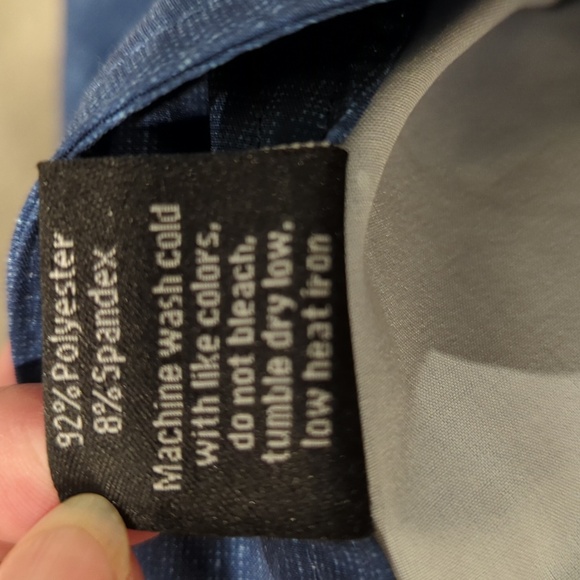 92%Polyester
8%Spandex
Machine wash cold
with like colors,
do not bleach,
tumble dry low,
low heat iron